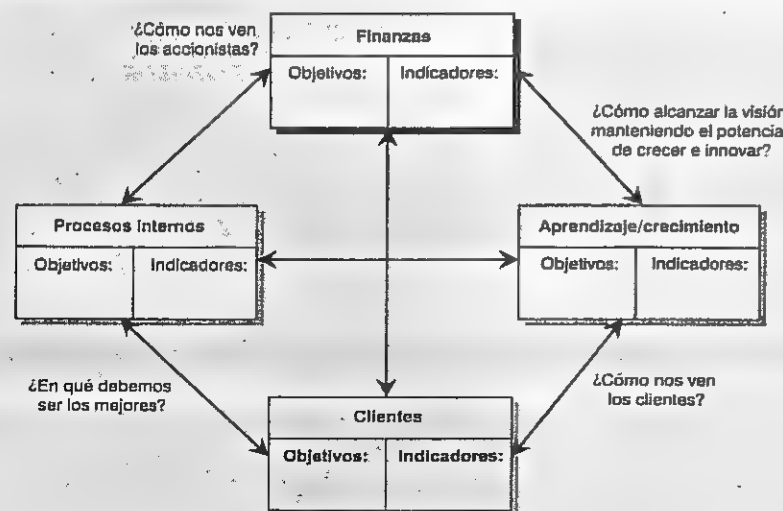 ¿Cómo nos ven
los accionistas?
Finanzas
Objetivos: Indicadores:
¿Cómo alcanzar la visión
manteniendo el potencia
de crecer e innovar?
Procesos internos
Objetivos: Indicadores:
Aprendizaje/crecimiento
Objetivos: Indicadores:
¿En qué debemos
ser los mejores?
¿Cómo nos ven
los clientes?
Clientes
Objetivos: Indicadores: